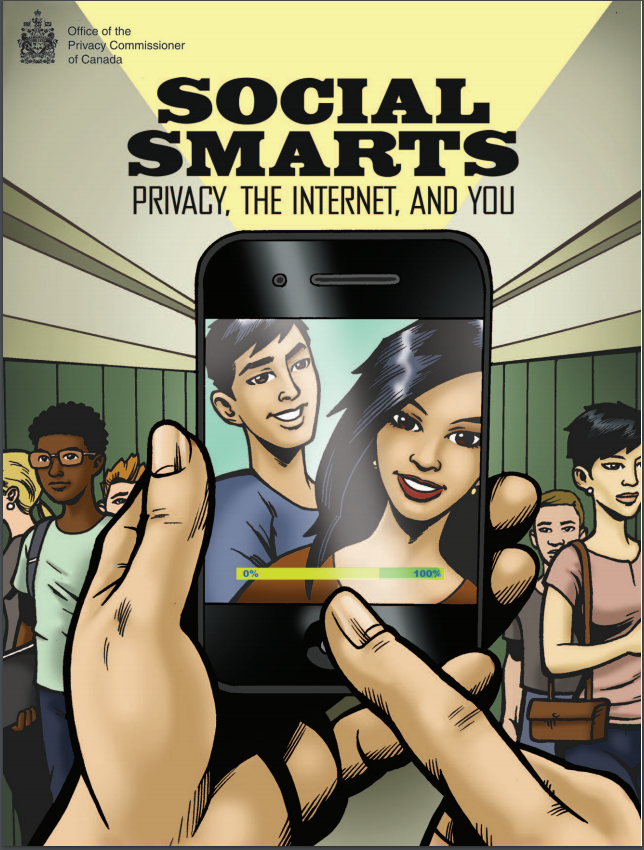 Office of the
Privacy Commissioner
of Canada
SOCIAL
SMARTS
PRIVACY, THE INTERNET, AND YOU
0% 100%